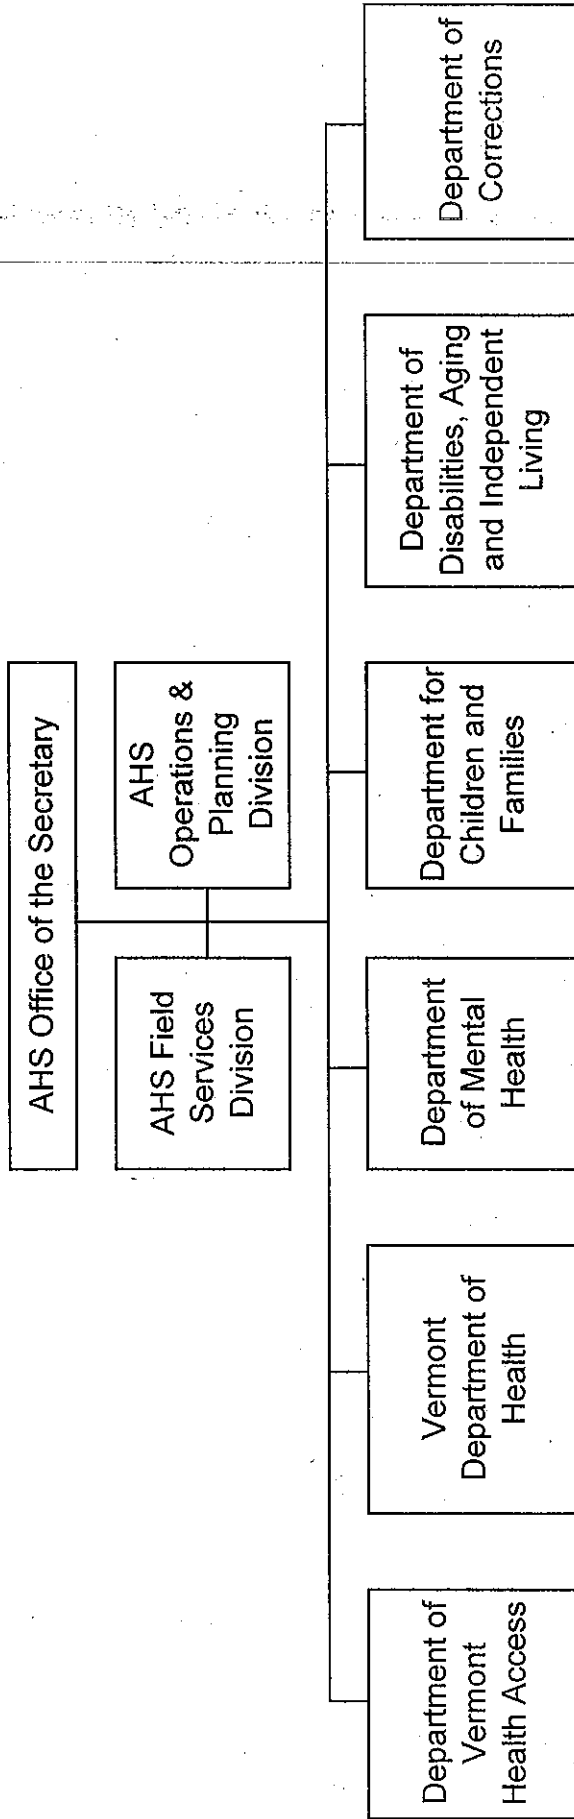 AHS Office of the Secretary
AHS Field
Services
Division
AHS
Operations &
Planning
Division
Department of
Vermont
Health Access
Vermont
Department of
Health
Department
of Mental
Health
Department for
Children and
Families
Department of
Disabilities, Aging
and Independent
Living
Department of
Corrections